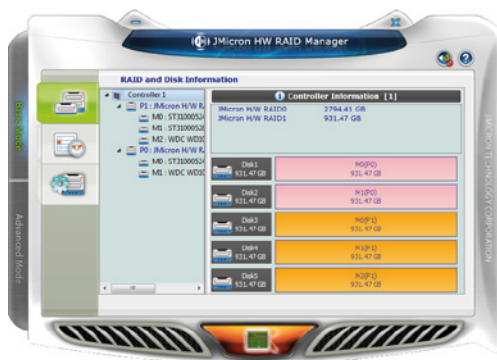 JMicron HW RAID Manager
RAID and Disk Information
Controller 1
P1 : JMicron H/W R
M0 : ST3100052
M1 : ST3100052
M2 : WDC WD10
P0 : JMicron H/W R
M0 : ST3100052
M1 : WDC WD10
Controller Information [1]
JMicron H/W RAID0 2794.41 GB
JMicron H/W RAID1 931.47 GB
Disk1 931.47 GB M0(P0) 931.47 GB
Disk2 931.47 GB M1(P0) 931.47 GB
Disk3 931.47 GB M0(P1) 931.47 GB
Disk4 931.47 GB M1(P1) 931.47 GB
Disk5 931.47 GB M2(P1) 931.47 GB
Basic Mode
Advanced Mode
JMICRON TECHNOLOGY CORPORATION